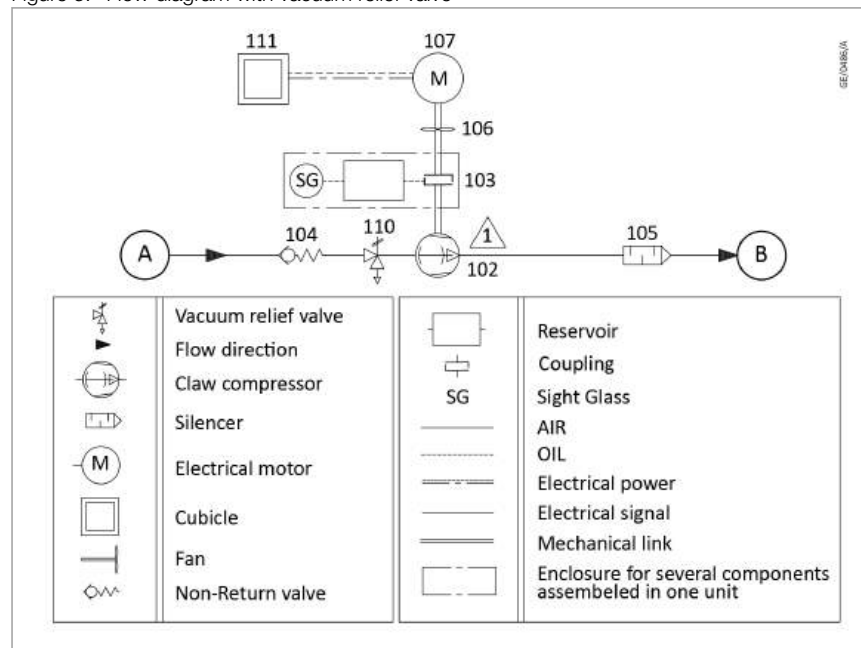 111
107
GE/0486/A
M
106
SG
103
110
1
104
105
A
B
102
Vacuum relief valve
Flow direction
Claw compressor
Silencer
M
Electrical motor
Cubicle
Fan
Non-Return valve
Reservoir
Coupling
SG
Sight Glass
AIR
OIL
Electrical power
Electrical signal
Mechanical link
Enclosure for several components
assembeled in one unit